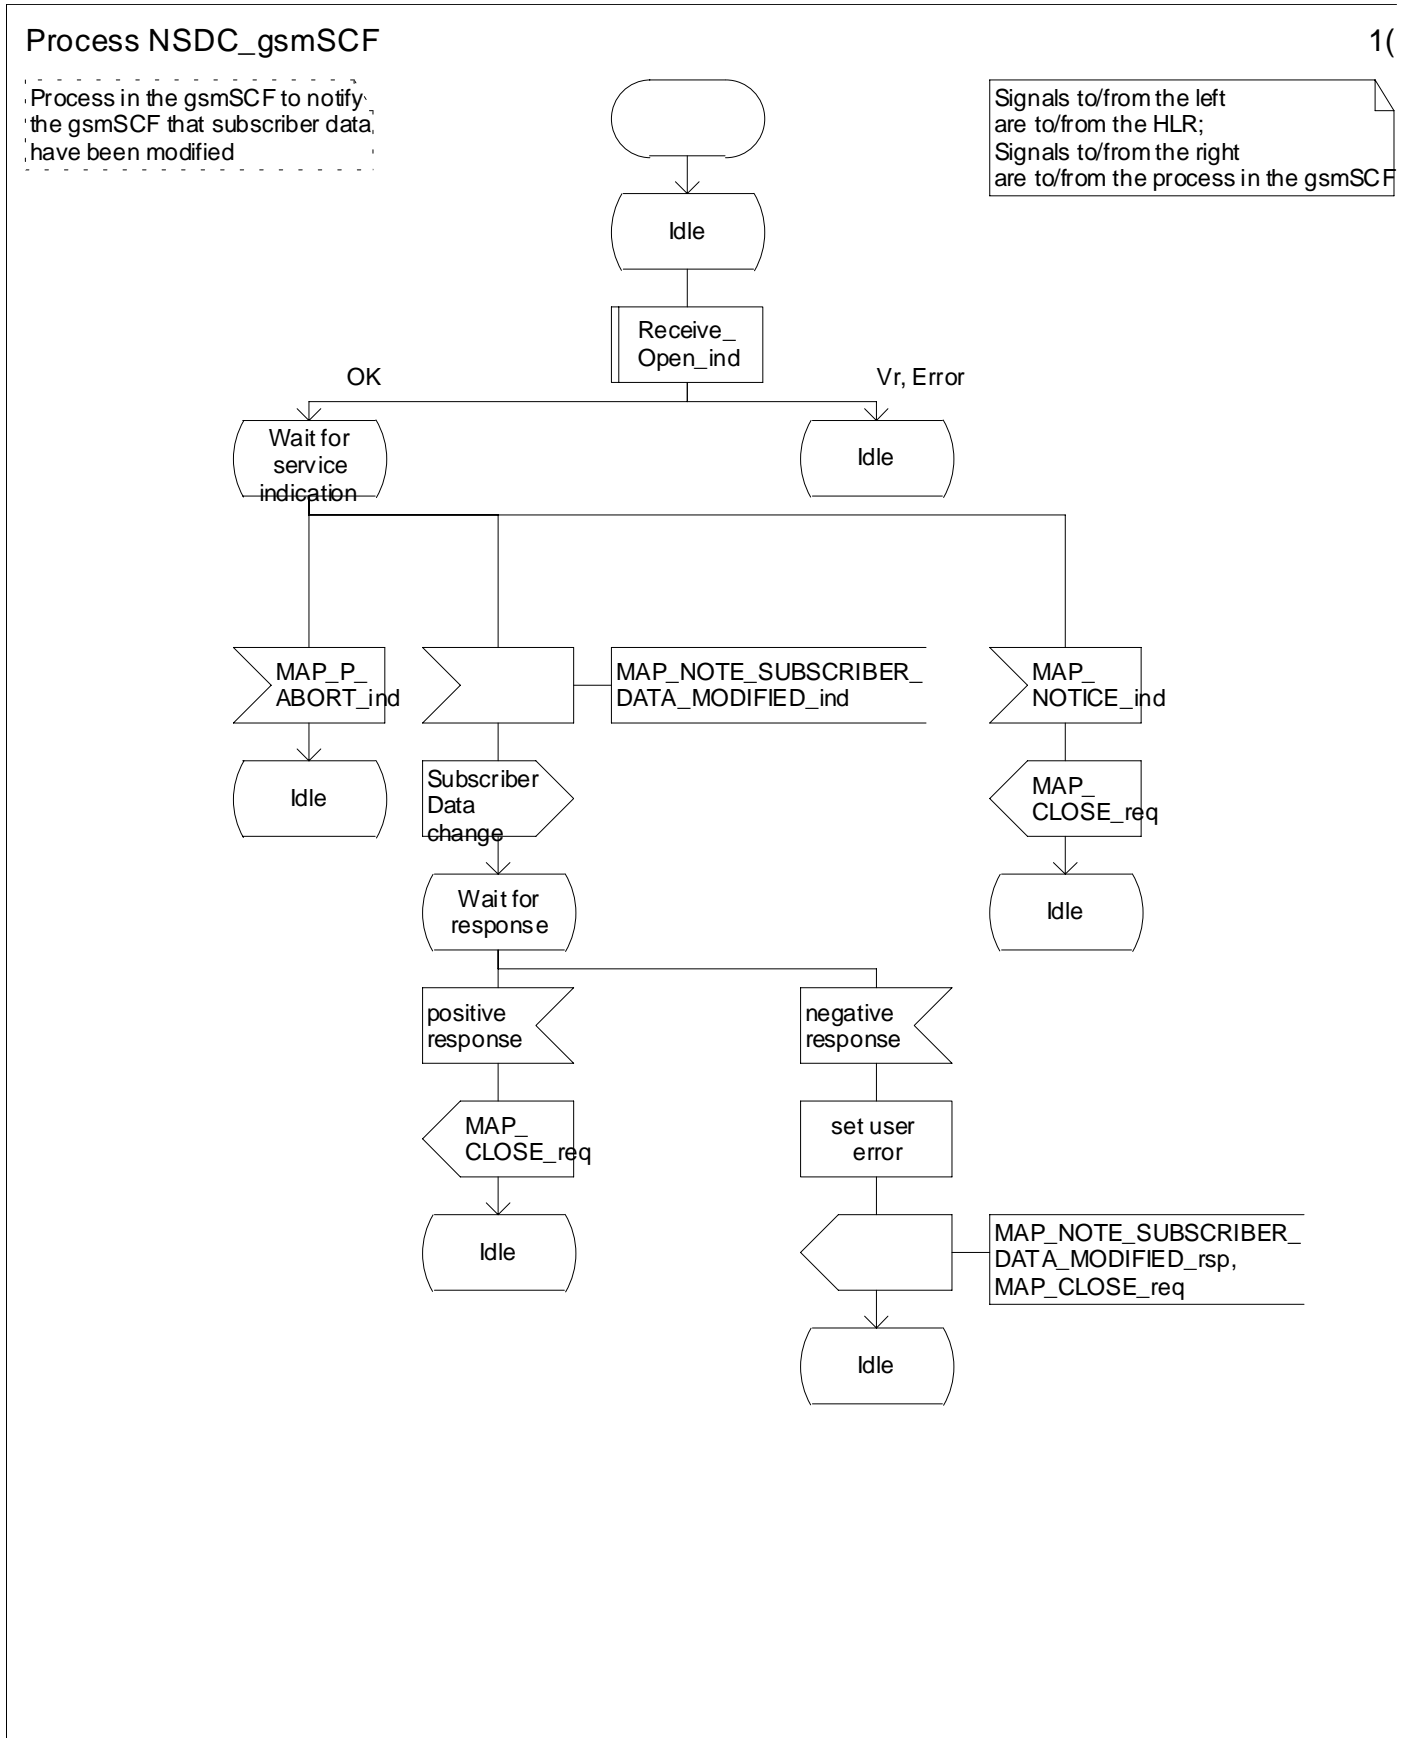 Process NSDC_gsmSCF
1(
Process in the gsmSCF to notify
the gsmSCF that subscriber data
have been modified
Signals to/from the left
are to/from the HLR;
Signals to/from the right
are to/from the process in the gsmSCF
Idle
Receive_
Open_ind
OK
Vr, Error
Wait for
service
indication
Idle
MAP_P_
ABORT_ind
MAP_NOTE_SUBSCRIBER_
DATA_MODIFIED_ind
MAP_
NOTICE_ind
Idle
Subscriber
Data
change
MAP_
CLOSE_req
Wait for
response
Idle
positive
response
negative
response
MAP_
CLOSE_req
set user
error
Idle
MAP_NOTE_SUBSCRIBER_
DATA_MODIFIED_rsp,
MAP_CLOSE_req
Idle